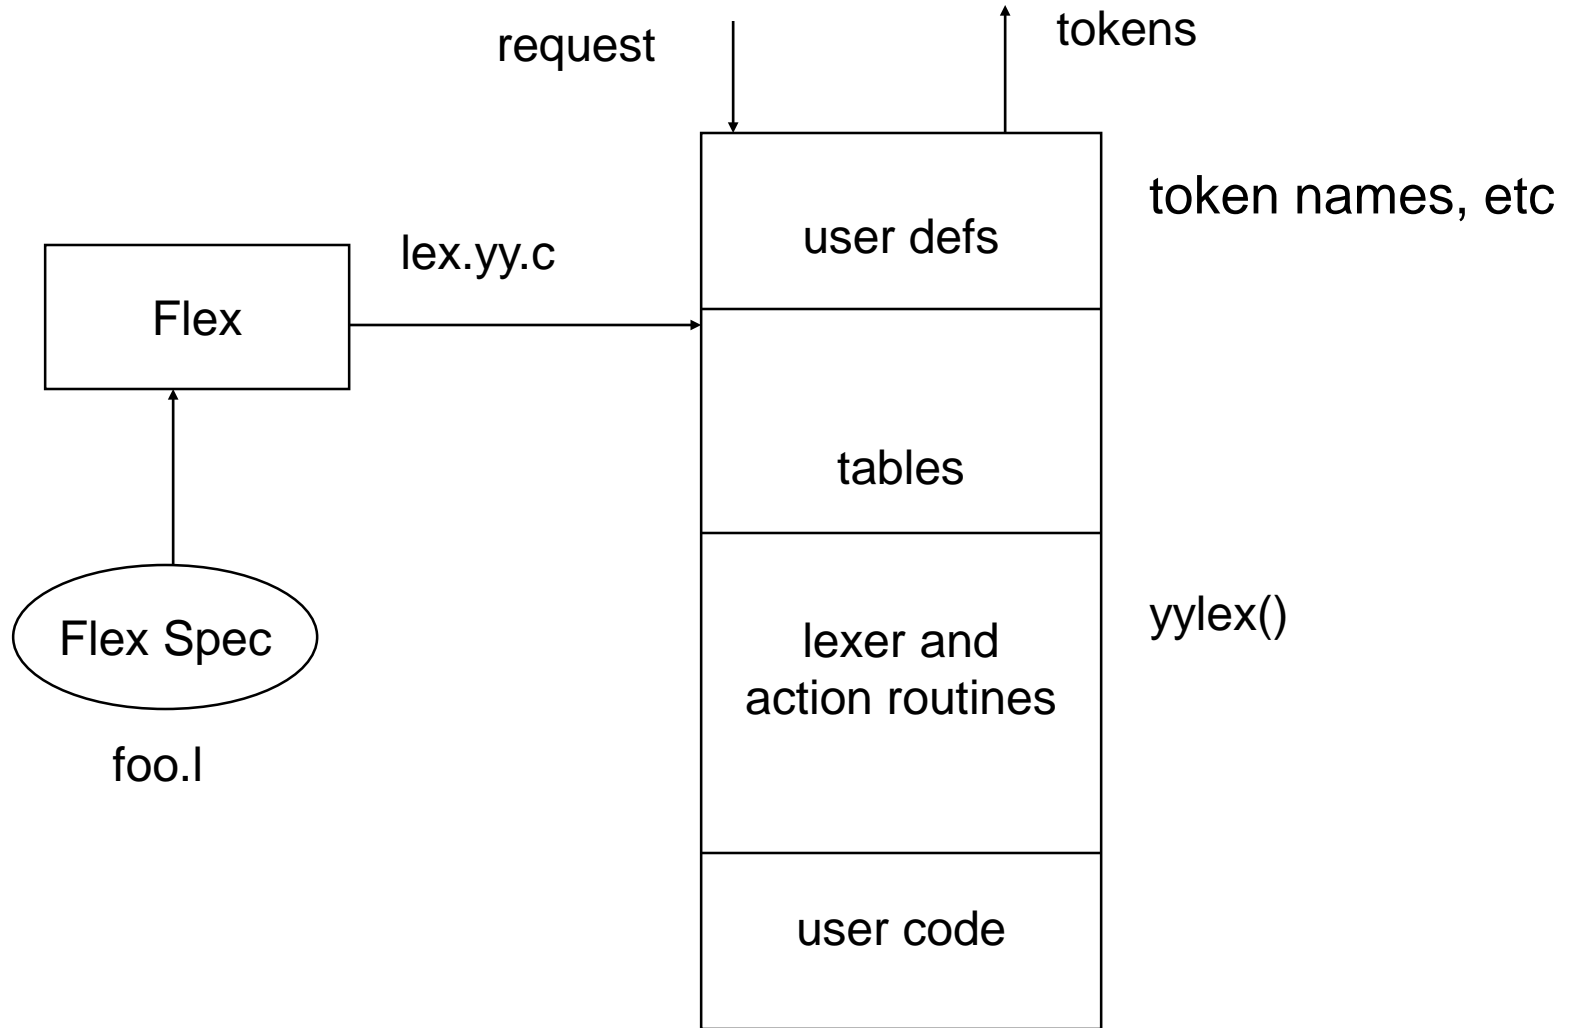 request
tokens
token names, etc
user defs
lex.yy.c
Flex
tables
Flex Spec
yylex()
lexer and
action routines
foo.l
user code